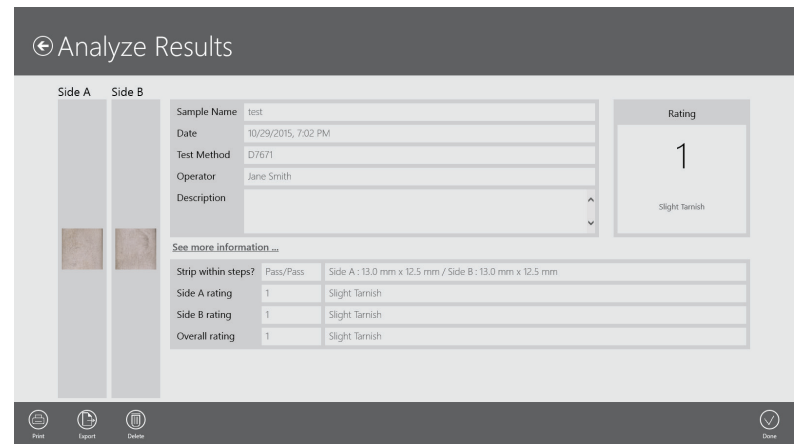 Analyze Results
Side A Side B
Sample Name test
Date 10/29/2015, 7:02 PM
Test Method D7671
Operator Jane Smith
Description
Rating
1
Slight Tarnish
See more information ...
Strip within steps? Pass/Pass Side A : 13.0 mm x 12.5 mm / Side B : 13.0 mm x 12.5 mm
Side A rating 1 Slight Tarnish
Side B rating 1 Slight Tarnish
Overall rating 1 Slight Tarnish
Print Export Delete Done